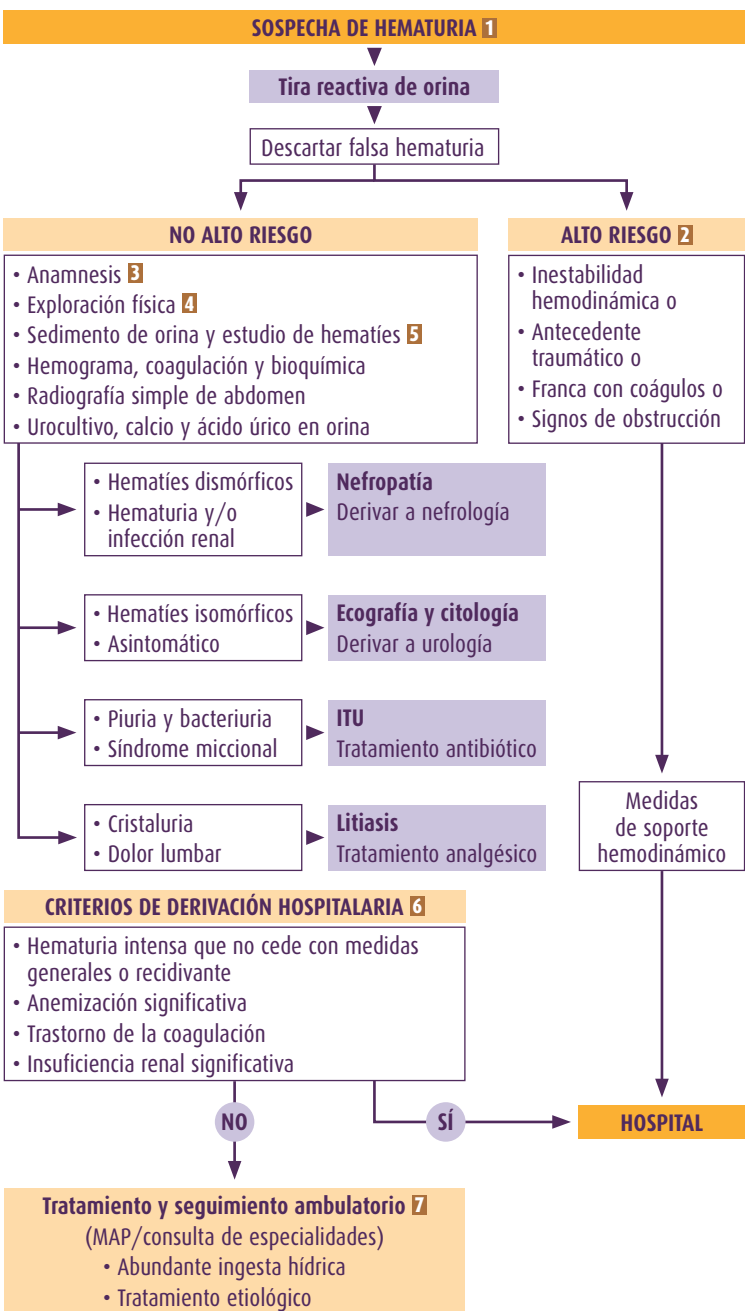 SOSPECHA DE HEMATURIA 1
Tira reactiva de orina
Descartar falsa hematuria
NO ALTO RIESGO
• Anamnesis 3
• Exploración física 4
• Sedimento de orina y estudio de hematíes 5
• Hemograma, coagulación y bioquímica
• Radiografía simple de abdomen
• Urocultivo, calcio y ácido úrico en orina
ALTO RIESGO 2
• Inestabilidad
hemodinámica o
• Antecedente
traumático o
• Franca con coágulos o
• Signos de obstrucción
• Hematíes dismórficos
• Hematuria y/o
infección renal
Nefropatía
Derivar a nefrología
• Hematíes isomórficos
• Asintomático
Ecografía y citología
Derivar a urología
• Piuria y bacteriuria
• Síndrome miccional
ITU
Tratamiento antibiótico
• Cristaluria
• Dolor lumbar
Litiasis
Tratamiento analgésico
Medidas
de soporte
hemodinámico
CRITERIOS DE DERIVACIÓN HOSPITALARIA 6
• Hematuria intensa que no cede con medidas
generales o recidivante
• Anemización significativa
• Trastorno de la coagulación
• Insuficiencia renal significativa
NO
SÍ
HOSPITAL
Tratamiento y seguimiento ambulatorio 7
(MAP/consulta de especialidades)
• Abundante ingesta hídrica
• Tratamiento etiológico